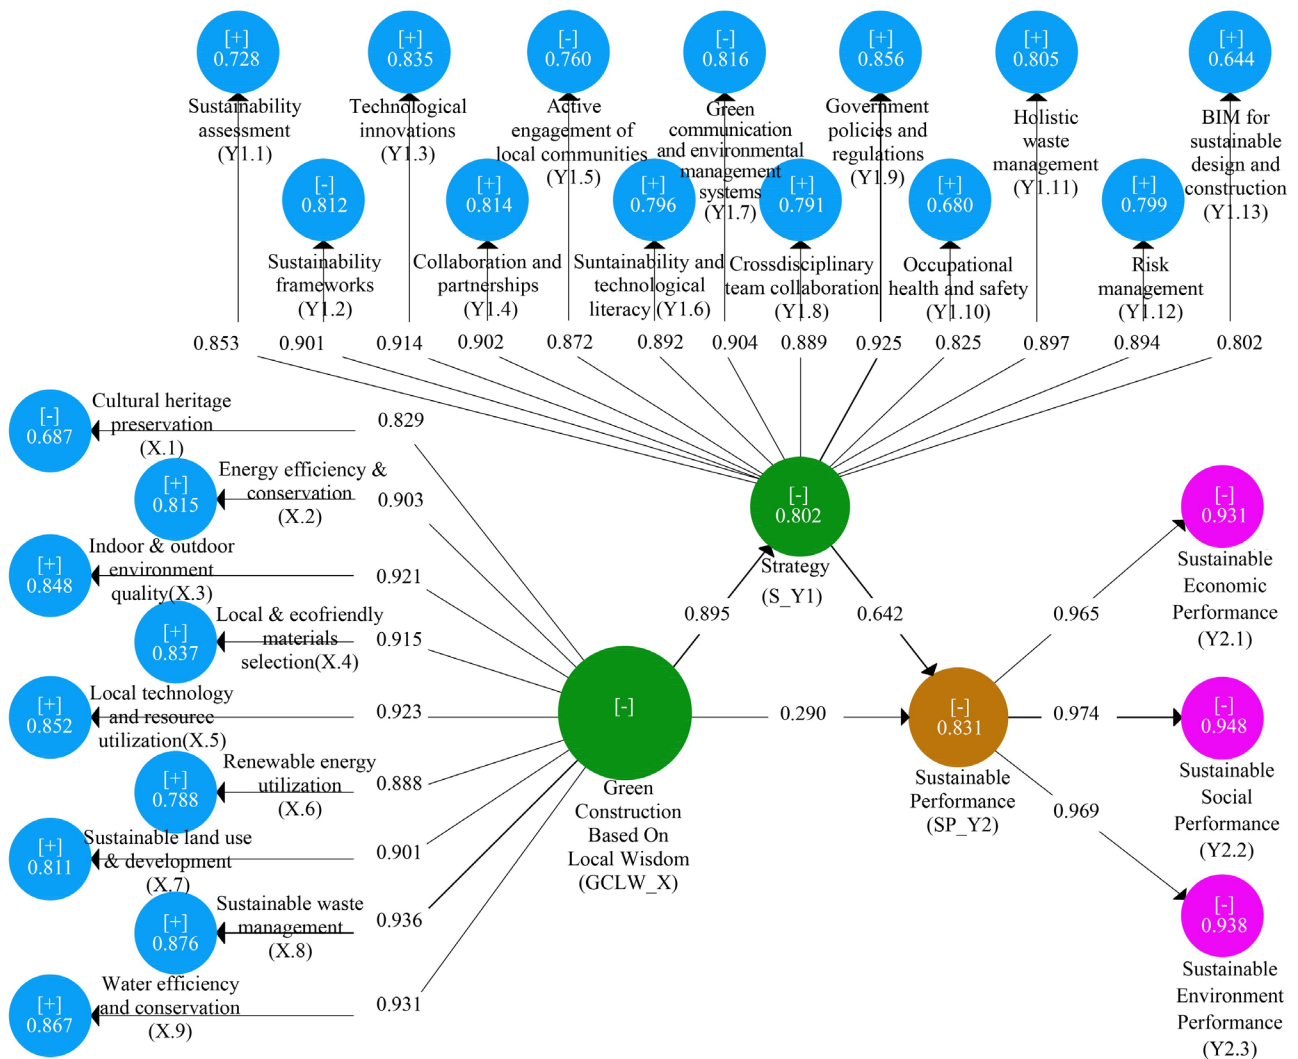 [+]
0.728
[+]
0.835
[-]
0.760
[-]
0.816
[+]
0.856
[+]
0.805
[+]
0.644
Sustainability
assessment
(Y1.1)
Technological
innovations
(Y1.3)
Active
engagement of
local communities
(Y1.5)
Green
communication
and environmental
management
systems
(Y1.7)
Government
policies and
regulations
(Y1.9)
Holistic
waste
management
(Y1.11)
BIM for
sustainable
design and
construction
(Y1.13)
[-]
0.812
[+]
0.814
[+]
0.796
[+]
0.791
[+]
0.680
[+]
0.799
Sustainability
frameworks
(Y1.2)
Collaboration and
partnerships
(Y1.4)
Suntainability and
technological
literacy (Y1.6)
Crossdisciplinary
team collaboration
(Y1.8)
Occupational
health and safety
(Y1.10)
Risk
management
(Y1.12)
0.853
0.901
0.914
0.902
0.872
0.892
0.904
0.889
0.925
0.825
0.897
0.894
0.802
[-]
0.687
Cultural heritage
preservation
(X.1)
0.829
[+]
0.815
Energy efficiency &
conservation
(X.2)
0.903
[+]
0.848
Indoor & outdoor
environment
quality(X.3)
0.921
[+]
0.837
Local & ecofriendly
materials
selection(X.4)
0.915
[+]
0.852
Local technology
and resource
utilization(X.5)
0.923
[+]
0.788
Renewable energy
utilization
(X.6)
0.888
[+]
0.811
Sustainable land use
& development
(X.7)
0.901
[+]
0.876
Sustainable waste
management
(X.8)
0.936
[+]
0.867
Water efficiency
and conservation
(X.9)
0.931
[-]
Green
Construction
Based On
Local Wisdom
(GCLW_X)
0.895
[-]
0.802
Strategy
(S_Y1)
0.642
0.290
[-]
0.831
Sustainable
Performance
(SP_Y2)
0.965
0.974
0.969
[-]
0.931
Sustainable
Economic
Performance
(Y2.1)
[-]
0.948
Sustainable
Social
Performance
(Y2.2)
[-]
0.938
Sustainable
Environment
Performance
(Y2.3)